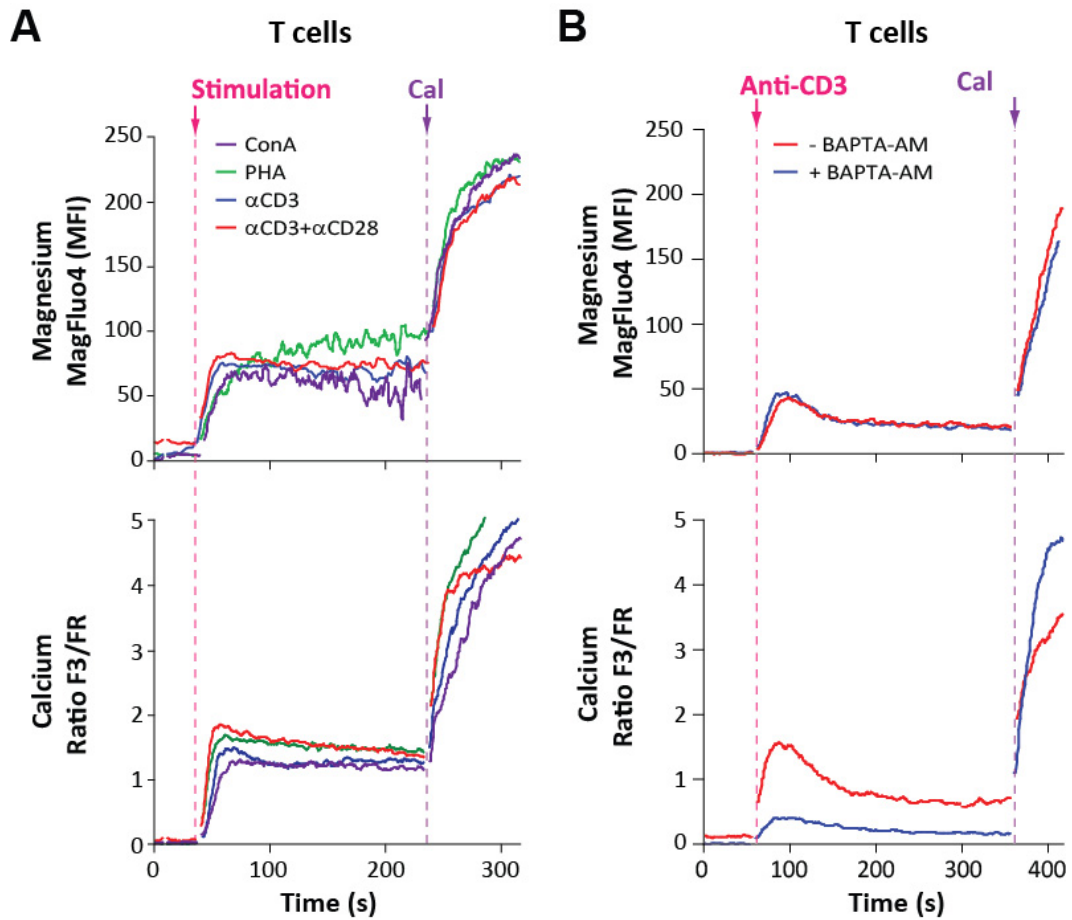 A
T cells
Stimulation
Cal
ConA
PHA
αCD3
αCD3+αCD28
Magnesium
MagFluo4 (MFI)
250
200
150
100
50
0
Calcium
Ratio F3/FR
5
4
3
2
1
0
0 100 200 300
Time (s)
B
T cells
Anti-CD3
Cal
- BAPTA-AM
+ BAPTA-AM
Magnesium
MagFluo4 (MFI)
250
200
150
100
50
0
Calcium
Ratio F3/FR
5
4
3
2
1
0
0 100 200 300 400
Time (s)